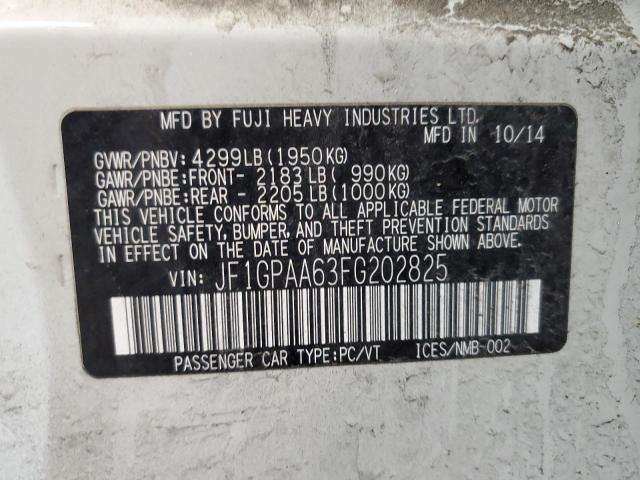 MFD BY FUJI HEAVY INDUSTRIES LTD.
MFD IN 10/14
GVWR/PNBV: 4299LB(1950KG)
GAWR/PNBE:FRONT- 2183LB( 990KG)
GAWR/PNBE:REAR - 2205LB(1000KG)
THIS VEHICLE CONFORMS TO ALL APPLICABLE FEDERAL MOTOR
VEHICLE SAFETY, BUMPER, AND THEFT PREVENTION STANDARDS
IN EFFECT ON THE DATE OF MANUFACTURE SHOWN ABOVE.
VIN: JF1GPAA63FG202825
PASSENGER CAR TYPE:PC/VT ICES/NMB-002